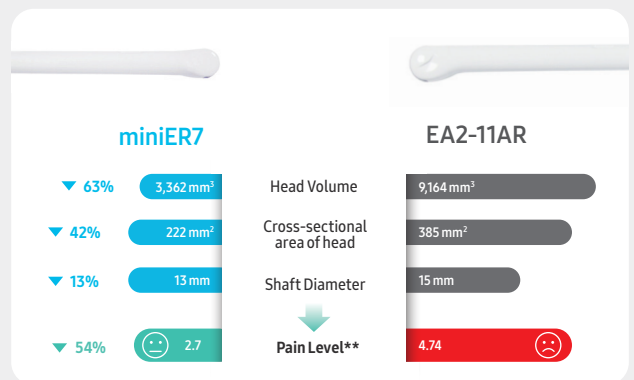 miniER7
EA2-11AR
▼ 63%
3,362 mm³
Head Volume
9,164 mm³
▼ 42%
222 mm²
Cross-sectional
area of head
385 mm²
▼ 13%
13 mm
Shaft Diameter
15 mm
▼ 54%
2.7
Pain Level**
4.74